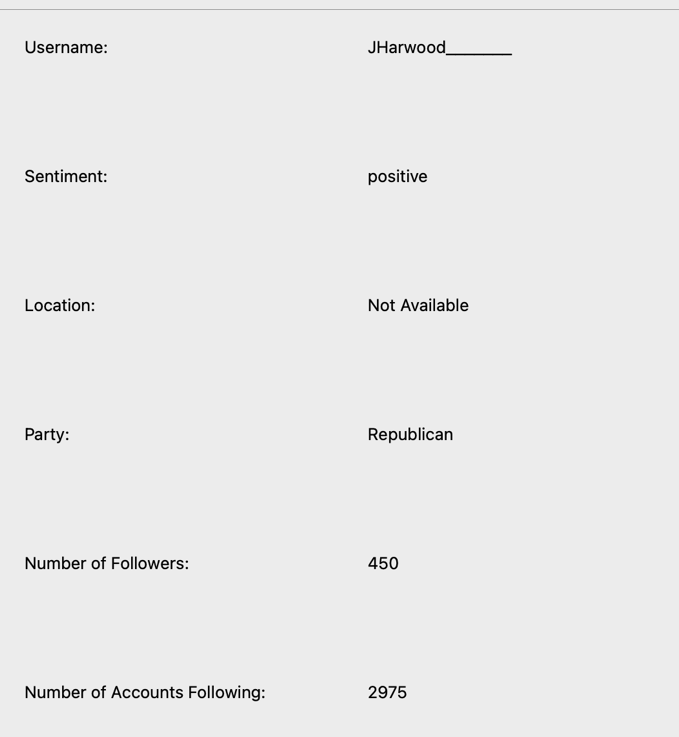 Username: JHarwood_______
Sentiment: positive
Location: Not Available
Party: Republican
Number of Followers: 450
Number of Accounts Following: 2975